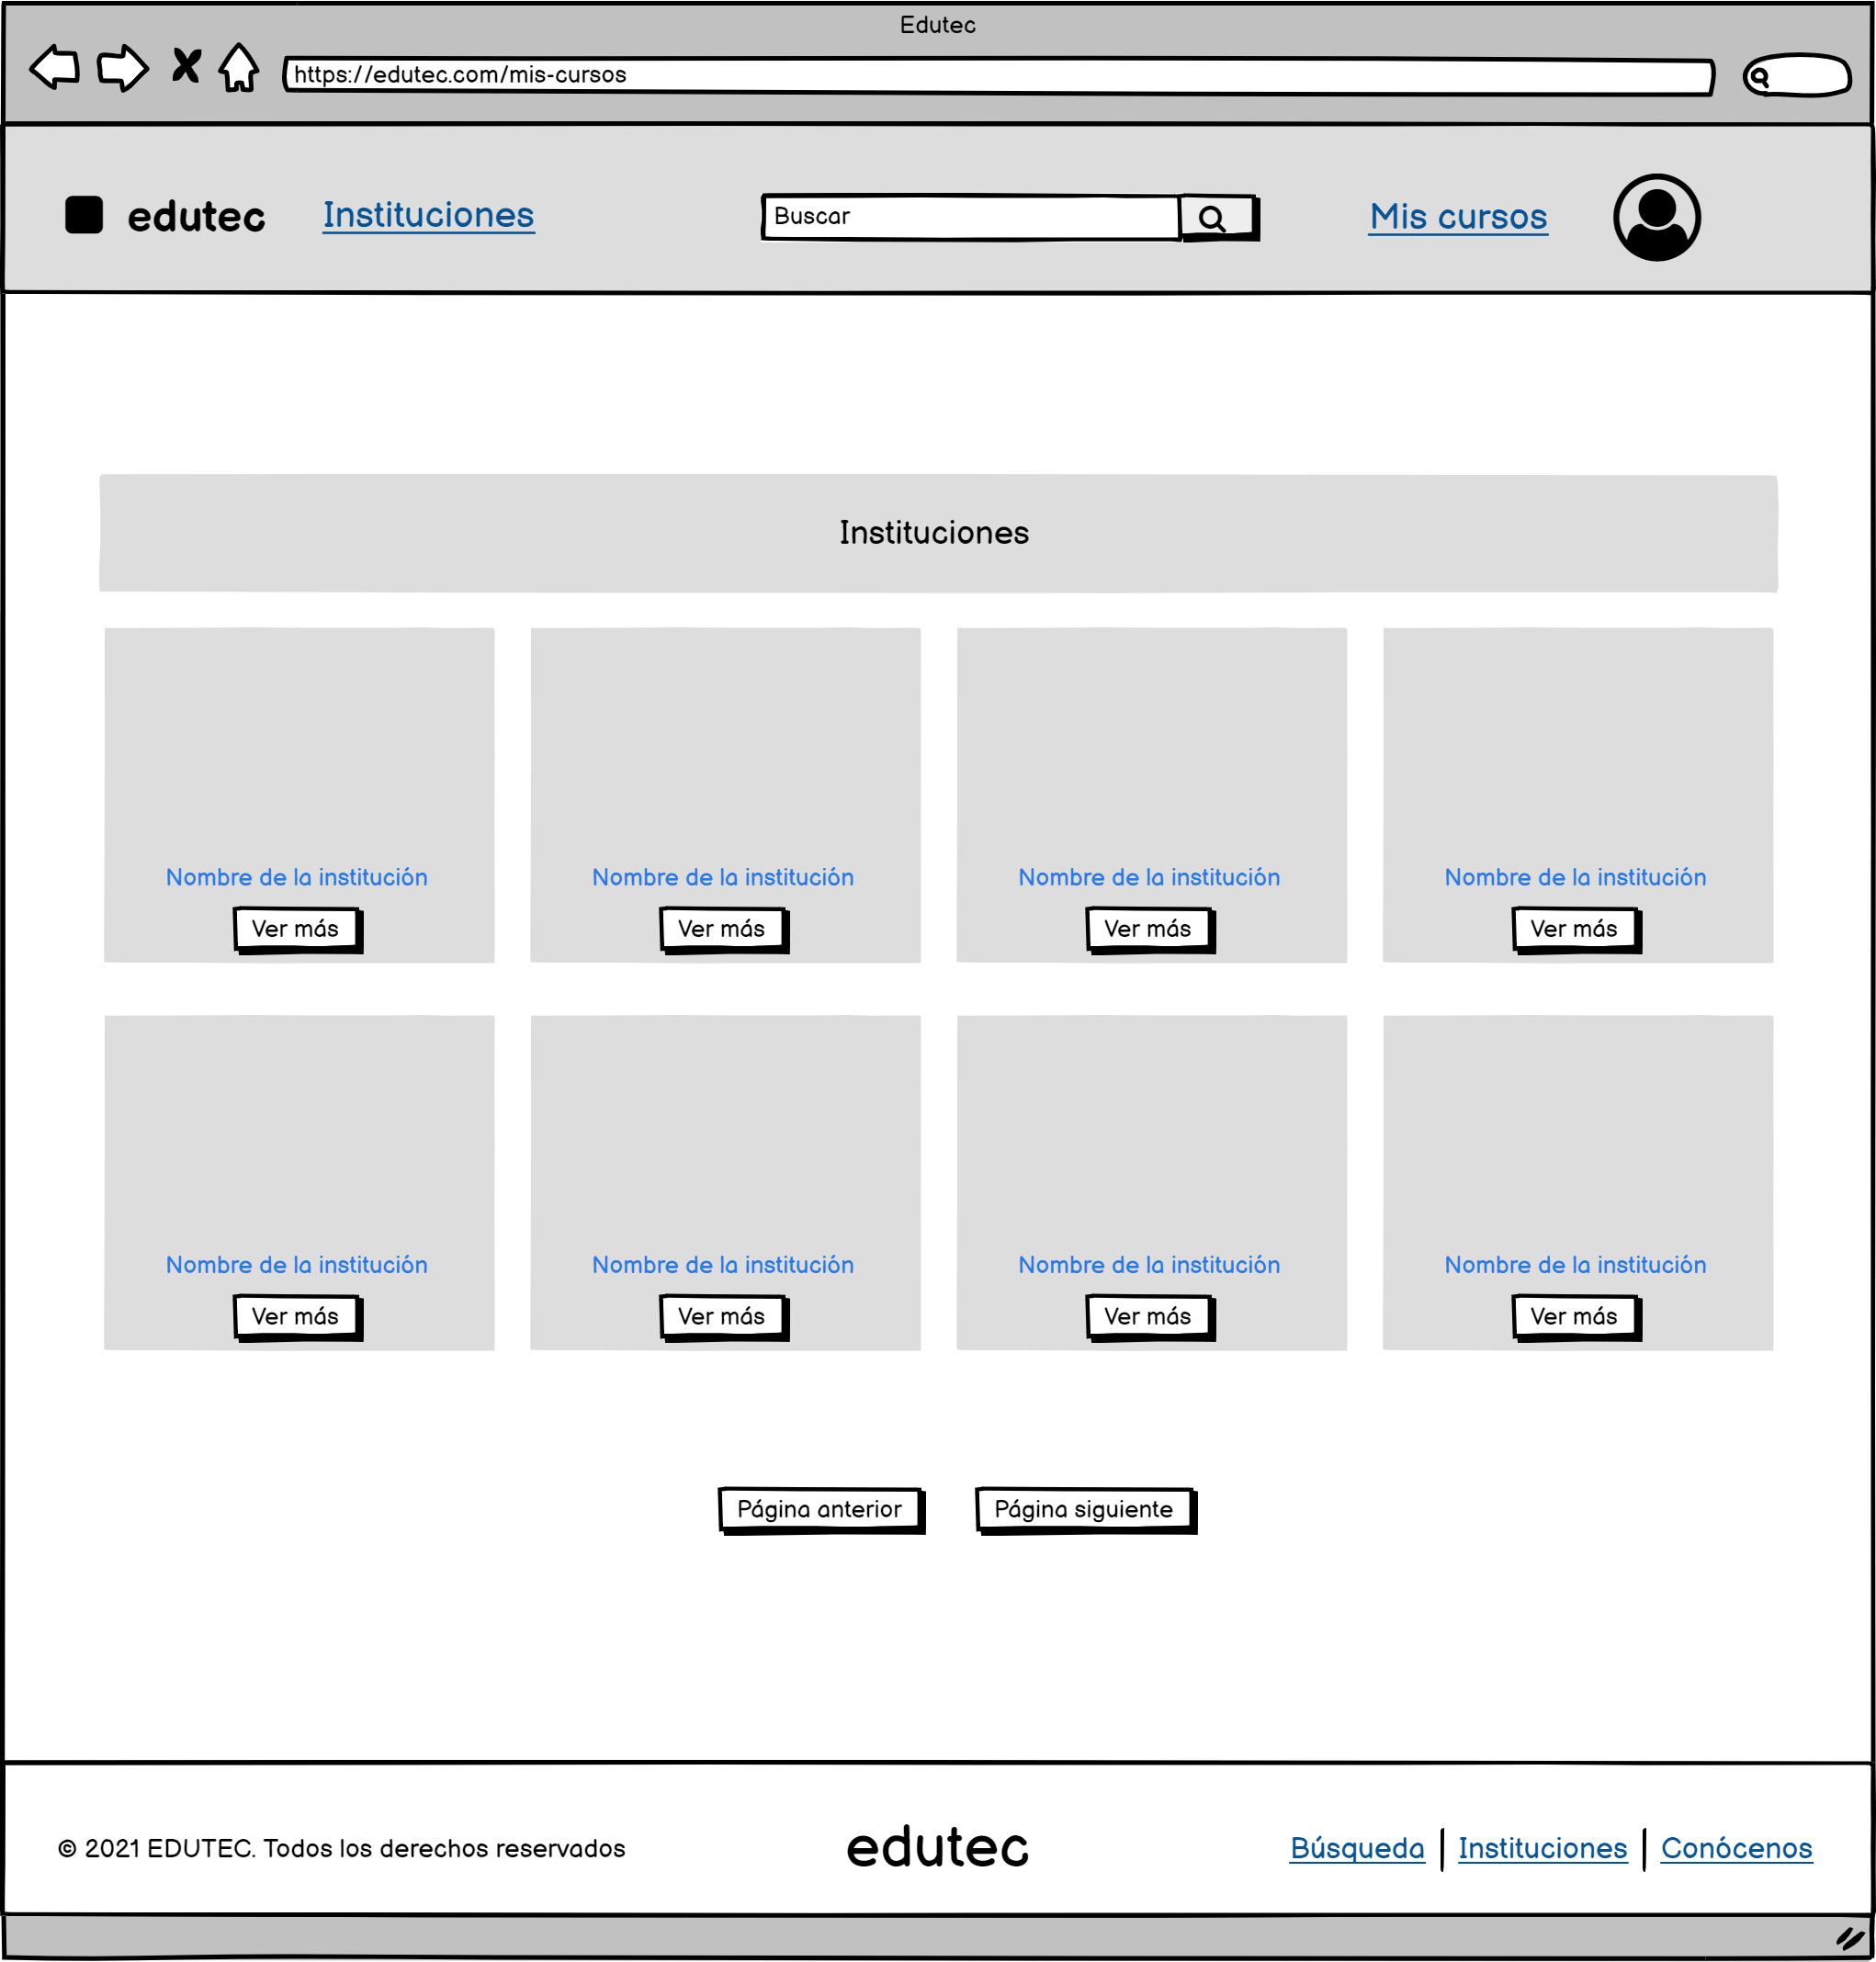 Edutec
https://edutec.com/mis-cursos
edutec Instituciones Buscar Mis cursos
Instituciones
Nombre de la institución Nombre de la institución Nombre de la institución Nombre de la institución
Ver más Ver más Ver más Ver más
Nombre de la institución Nombre de la institución Nombre de la institución Nombre de la institución
Ver más Ver más Ver más Ver más
Página anterior Página siguiente
© 2021 EDUTEC. Todos los derechos reservados edutec Búsqueda | Instituciones | Conócenos